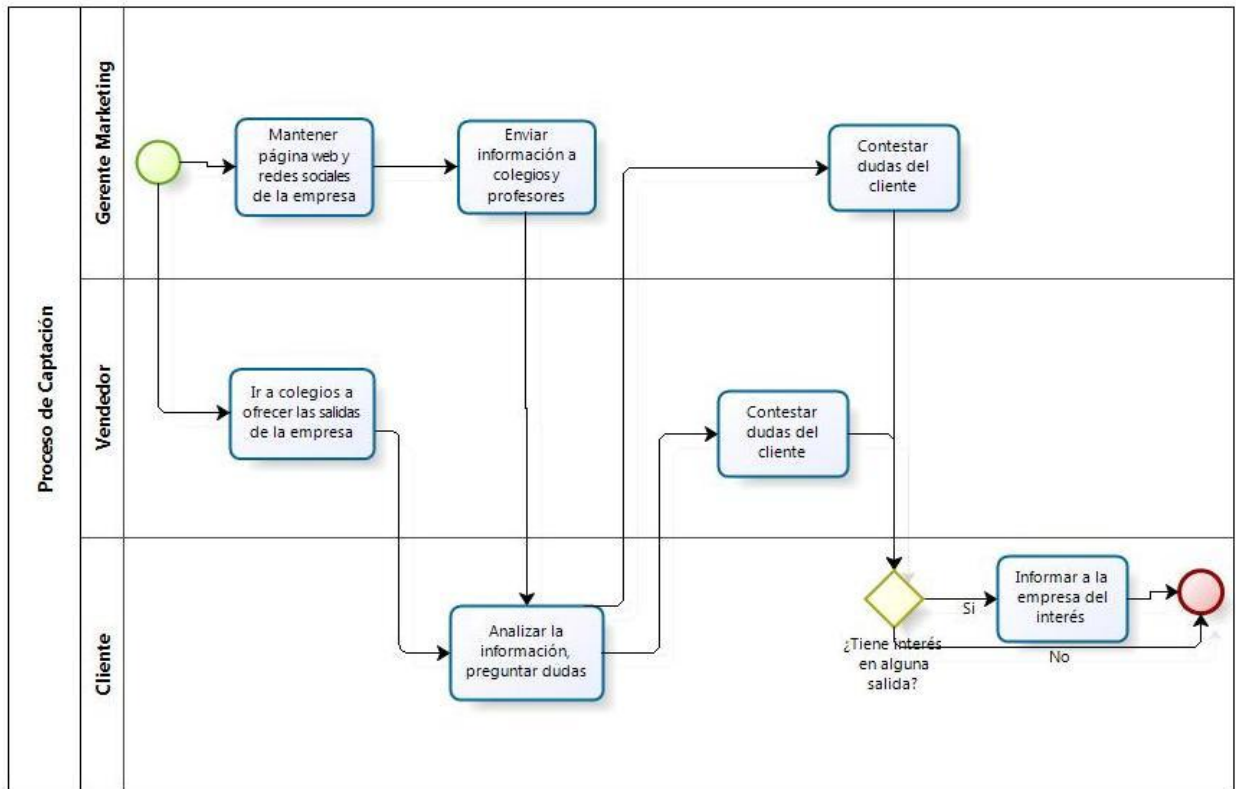 Proceso de Captación
Gerente Marketing
Mantener
página web y
redes sociales
de la empresa
Enviar
información a
colegios y
profesores
Contestar
dudas del
cliente
Vendedor
Ir a colegios a
ofrecer las salidas
de la empresa
Contestar
dudas del
cliente
Cliente
Analizar la
información,
preguntar dudas
¿Tiene interés
en alguna
salida?
Si
Informar a la
empresa del
interés
No